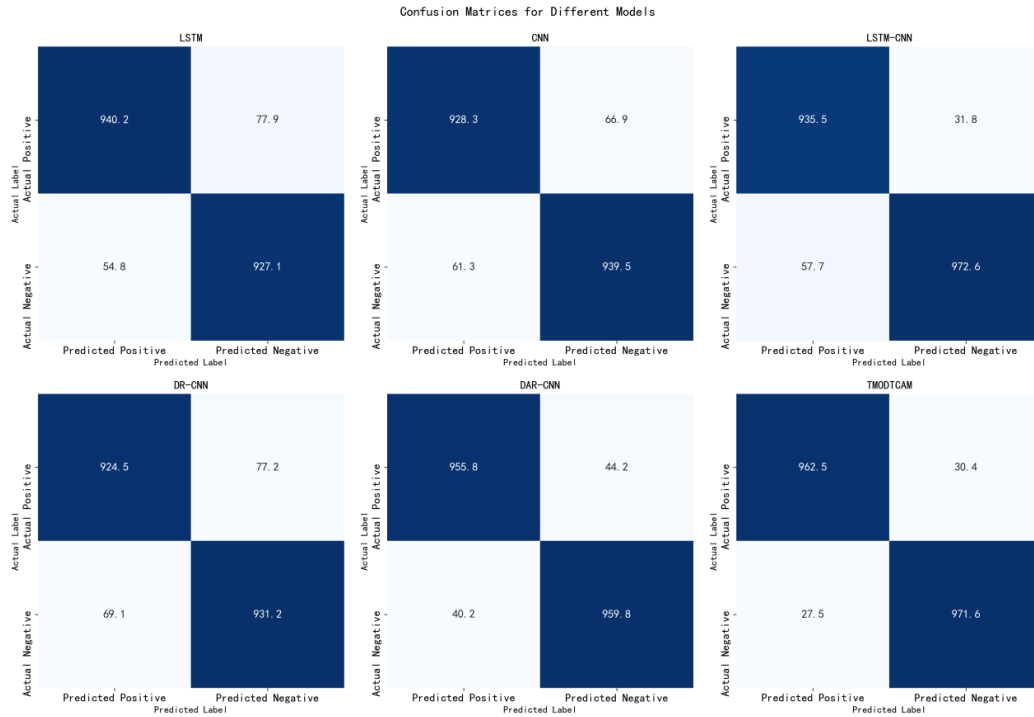 Confusion Matrices for Different Models
LSTM
Actual Label
Actual Positive
Actual Negative
940.2
77.9
54.8
927.1
Predicted Positive
Predicted Negative
Predicted Label
CNN
Actual Label
Actual Positive
Actual Negative
928.3
66.9
61.3
939.5
Predicted Positive
Predicted Negative
Predicted Label
LSTM-CNN
Actual Label
Actual Positive
Actual Negative
935.5
31.8
57.7
972.6
Predicted Positive
Predicted Negative
Predicted Label
DR-CNN
Actual Label
Actual Positive
Actual Negative
924.5
77.2
69.1
931.2
Predicted Positive
Predicted Negative
Predicted Label
DAR-CNN
Actual Label
Actual Positive
Actual Negative
955.8
44.2
40.2
959.8
Predicted Positive
Predicted Negative
Predicted Label
TMODTCAM
Actual Label
Actual Positive
Actual Negative
962.5
30.4
27.5
971.6
Predicted Positive
Predicted Negative
Predicted Label